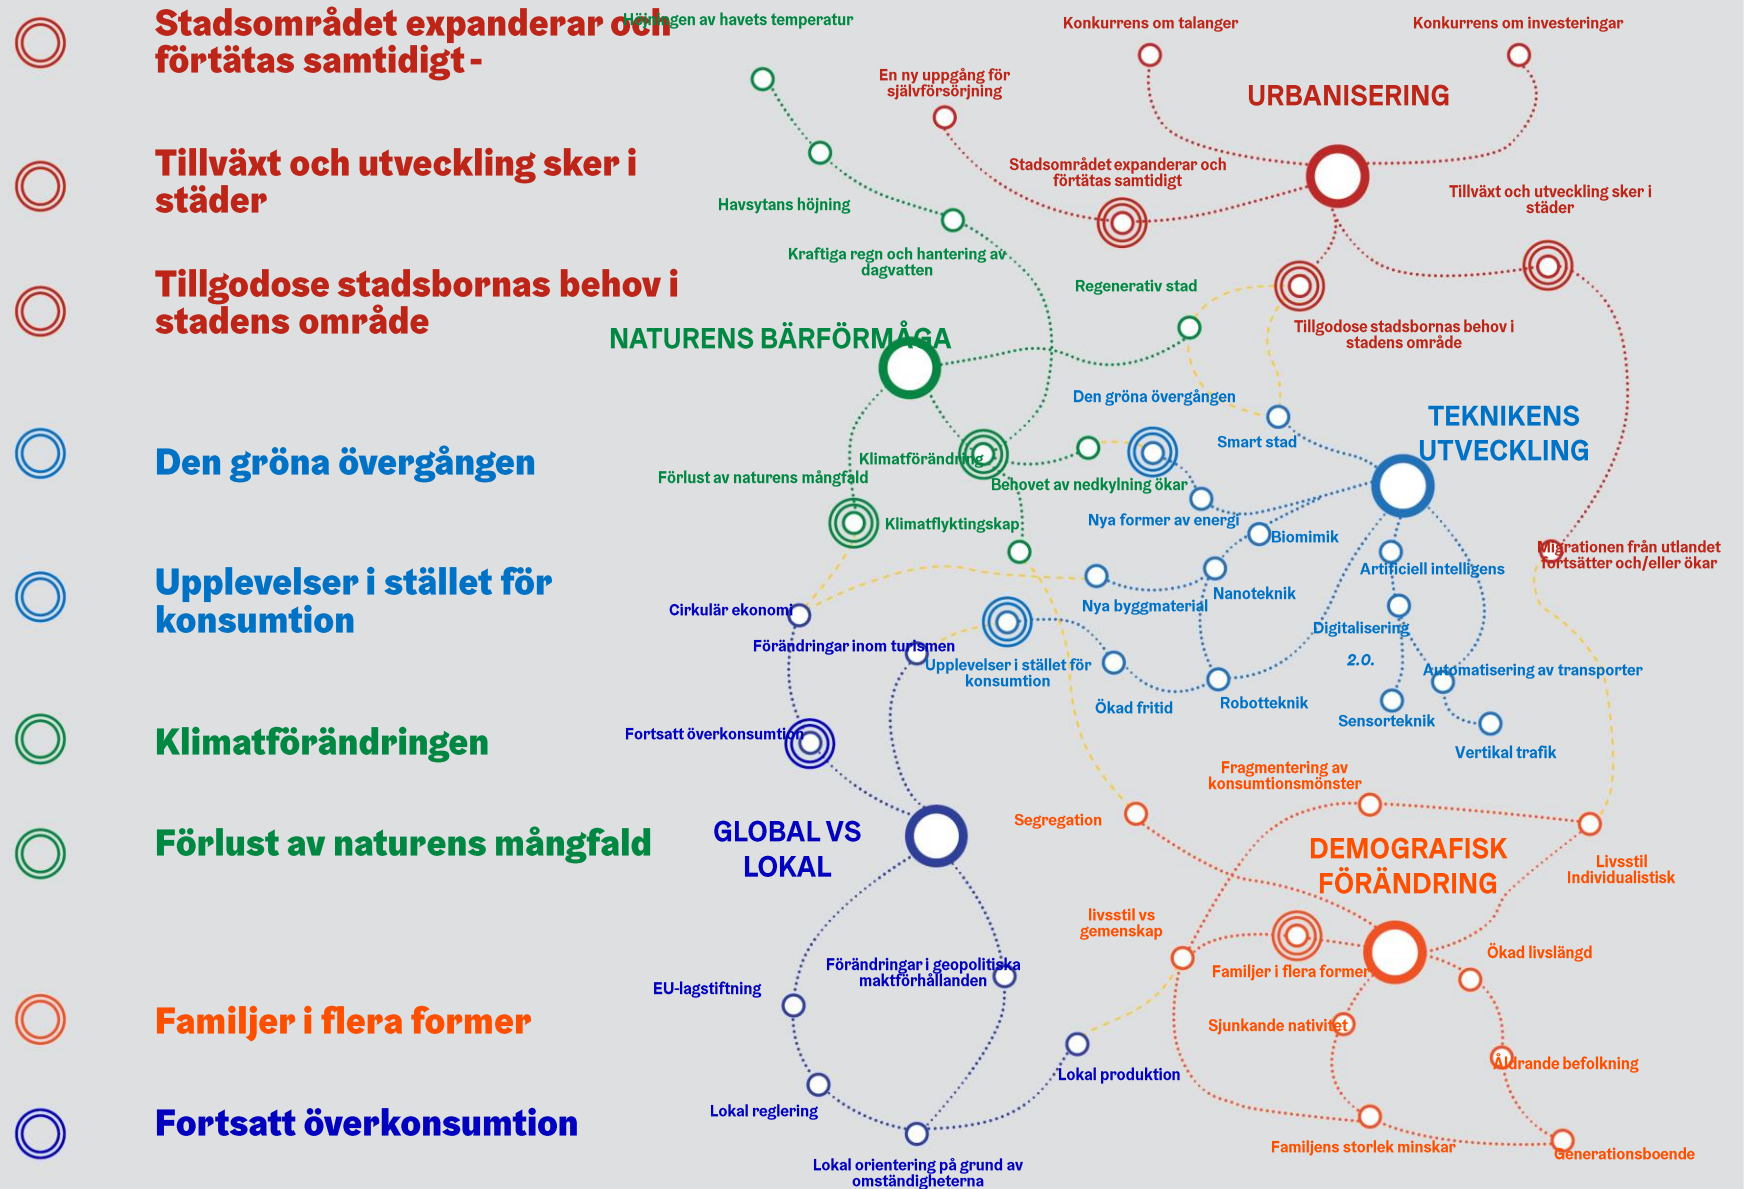 Stadsområdet expanderar och
förtätas samtidigt -
Tillväxt och utveckling sker i
städer
Tillgodose stadsbornas behov i
stadens område
Den gröna övergången
Upplevelser i stället för
konsumtion
Klimatförändringen
Förlust av naturens mångfald
Familjer i flera former
Fortsatt överkonsumtion
Höjningen av havets temperatur
Konkurrens om talanger
Konkurrens om investeringar
En ny uppgång för
självförsörjning
URBANISERING
Stadsområdet expanderar och
förtätas samtidigt
Tillväxt och utveckling sker i
städer
Havsytans höjning
Kraftiga regn och hantering av
dagvatten
Regenerativ stad
Tillgodose stadsbornas behov i
stadens område
NATURENS BÄRFÖRMÅGA
Den gröna övergången
TEKNIKENS
UTVECKLING
Smart stad
Klimatförändring
Förlust av naturens mångfald
Behovet av nedkylning ökar
Klimatflyktingskap
Nya former av energi
Biomimik
Migrationen från utlandet
fortsätter och/eller ökar
Artificiell intelligens
Nanoteknik
Nya byggmaterial
Cirkulär ekonomi
Digitalisering
2.0.
Förändringar inom turismen
Upplevelser i stället för
konsumtion
Automatisering av transporter
Ökad fritid
Robotteknik
Sensorteknik
Fortsatt överkonsumtion
Vertikal trafik
Fragmentering av
konsumtionsmönster
Segregation
GLOBAL VS
LOKAL
DEMOGRAFISK
FÖRÄNDRING
Livsstil
Individualistisk
livsstil vs
gemenskap
Ökad livslängd
Förändringar i geopolitiska
maktförhållanden
Familjer i flera former
EU-lagstiftning
Sjunkande nativitet
Åldrande befolkning
Lokal produktion
Lokal reglering
Familjens storlek minskar
Generationsboende
Lokal orientering på grund av
omständigheterna